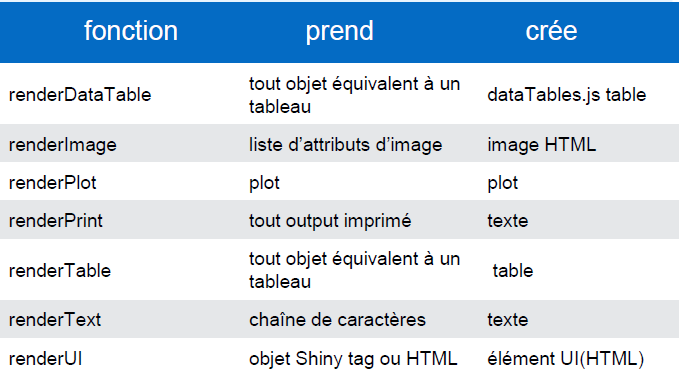 fonction prend crée
renderDataTable tout objet équivalent à un tableau dataTables.js table
renderImage liste d'attributs d'image image HTML
renderPlot plot plot
renderPrint tout output imprimé texte
renderTable tout objet équivalent à un tableau table
renderText chaîne de caractères texte
renderUI objet Shiny tag ou HTML élément UI(HTML)